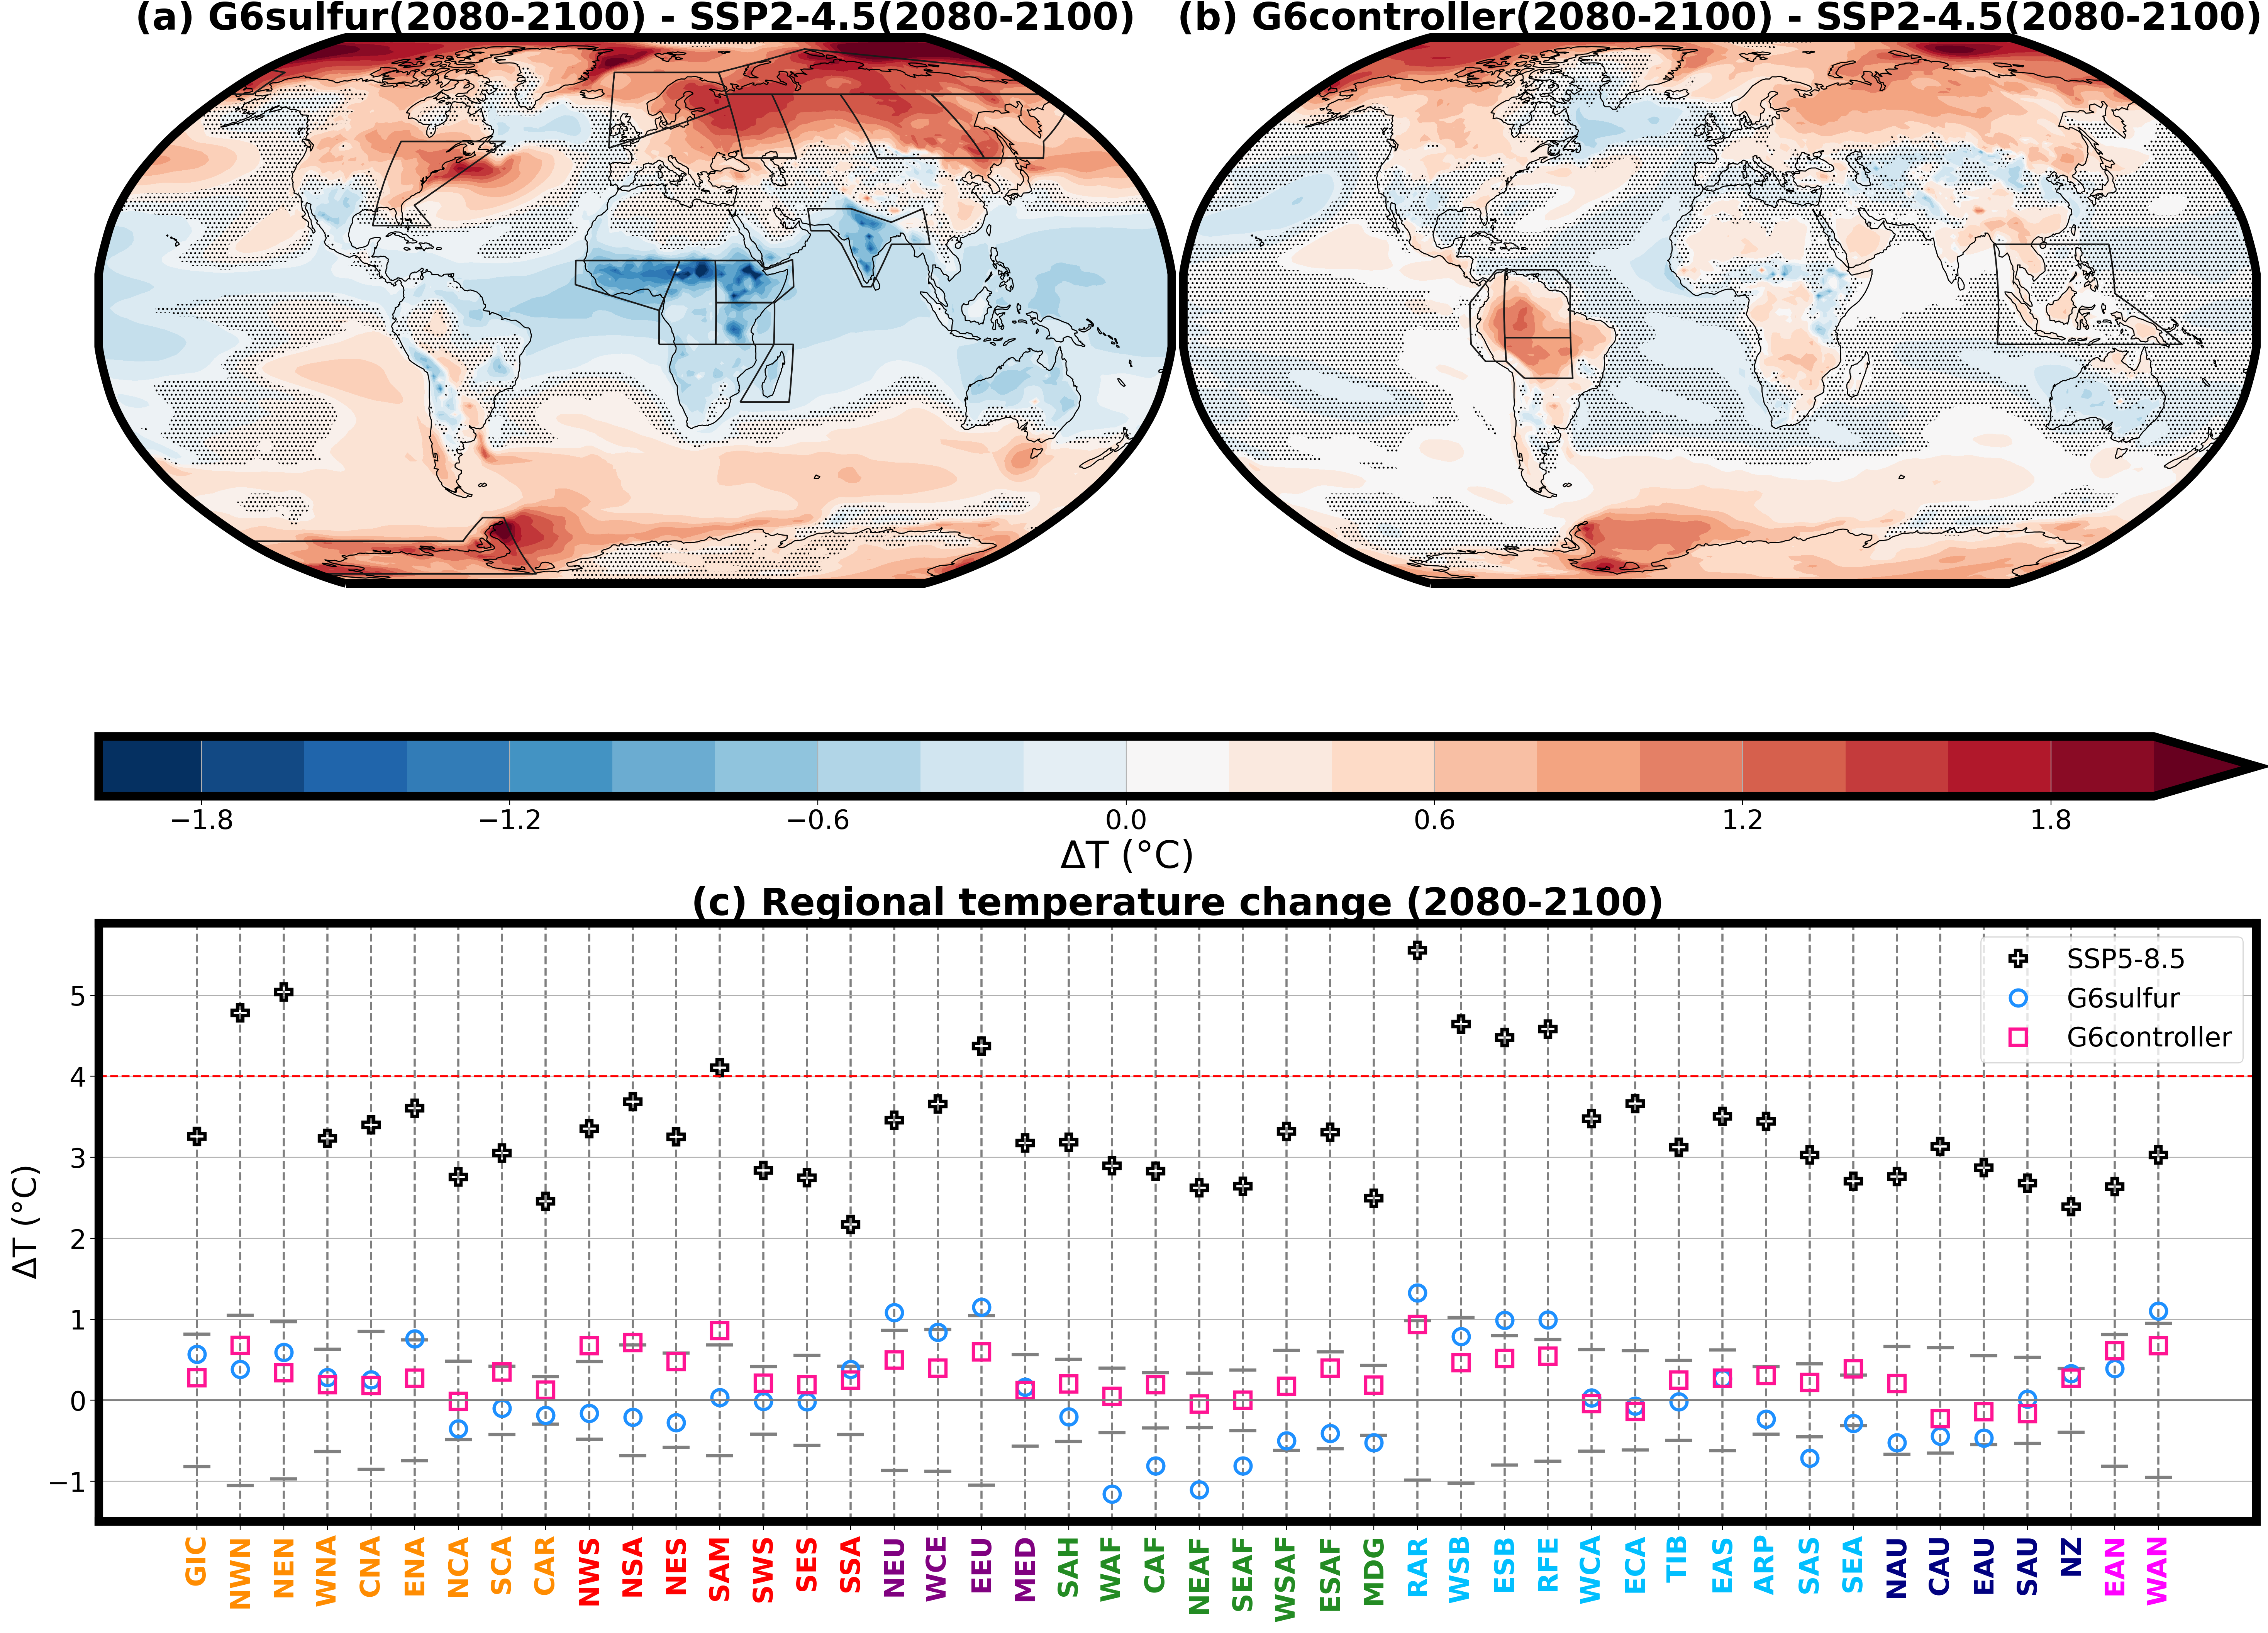 (a) G6sulfur(2080-2100) - SSP2-4.5(2080-2100)
(b) G6controller(2080-2100) - SSP2-4.5(2080-2100)
−1.8 −1.2 −0.6 0.0 0.6 1.2 1.8
ΔT (°C)
(c) Regional temperature change (2080-2100)
ΔT (°C)
5
4
3
2
1
0
−1
SSP5-8.5
G6sulfur
G6controller
GIC NWN NEN WNA CNA ENA NCA SCA CAR NWS NSA NES SAM SWS SES SSA NEU WCE EEU MED SAH WAF CAF NEAF SEAF WSAF ESAF MDG RAR WSB ESB RFE WCA ECA TIB EAS ARP SAS SEA NAU CAU EAU SAU NZ EAN WAN